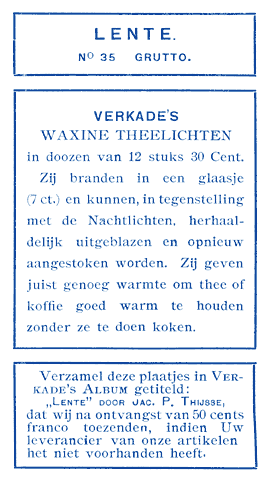 LENTE.
Nº 35 GRUTTO.
VERKADE'S
WAXINE THEELICHTEN
in doozen van 12 stuks 30 Cent.
Zij branden in een glaasje
(7 ct.) en kunnen, in tegenstelling
met de Nachtlichten, herhaal-
delijk uitgeblazen en opnieuw
aangestoken worden. Zij geven
juist genoeg warmte om thee of
koffie goed warm te houden
zonder ze te doen koken.
Verzamel deze plaatjes in VER-
KADE'S ALBUM getiteld:
„LENTE" DOOR JAC. P. THIJSSE,
dat wij na ontvangst van 50 cents
franco toezenden, indien Uw
leverancier van onze artikelen
het niet voorhanden heeft.